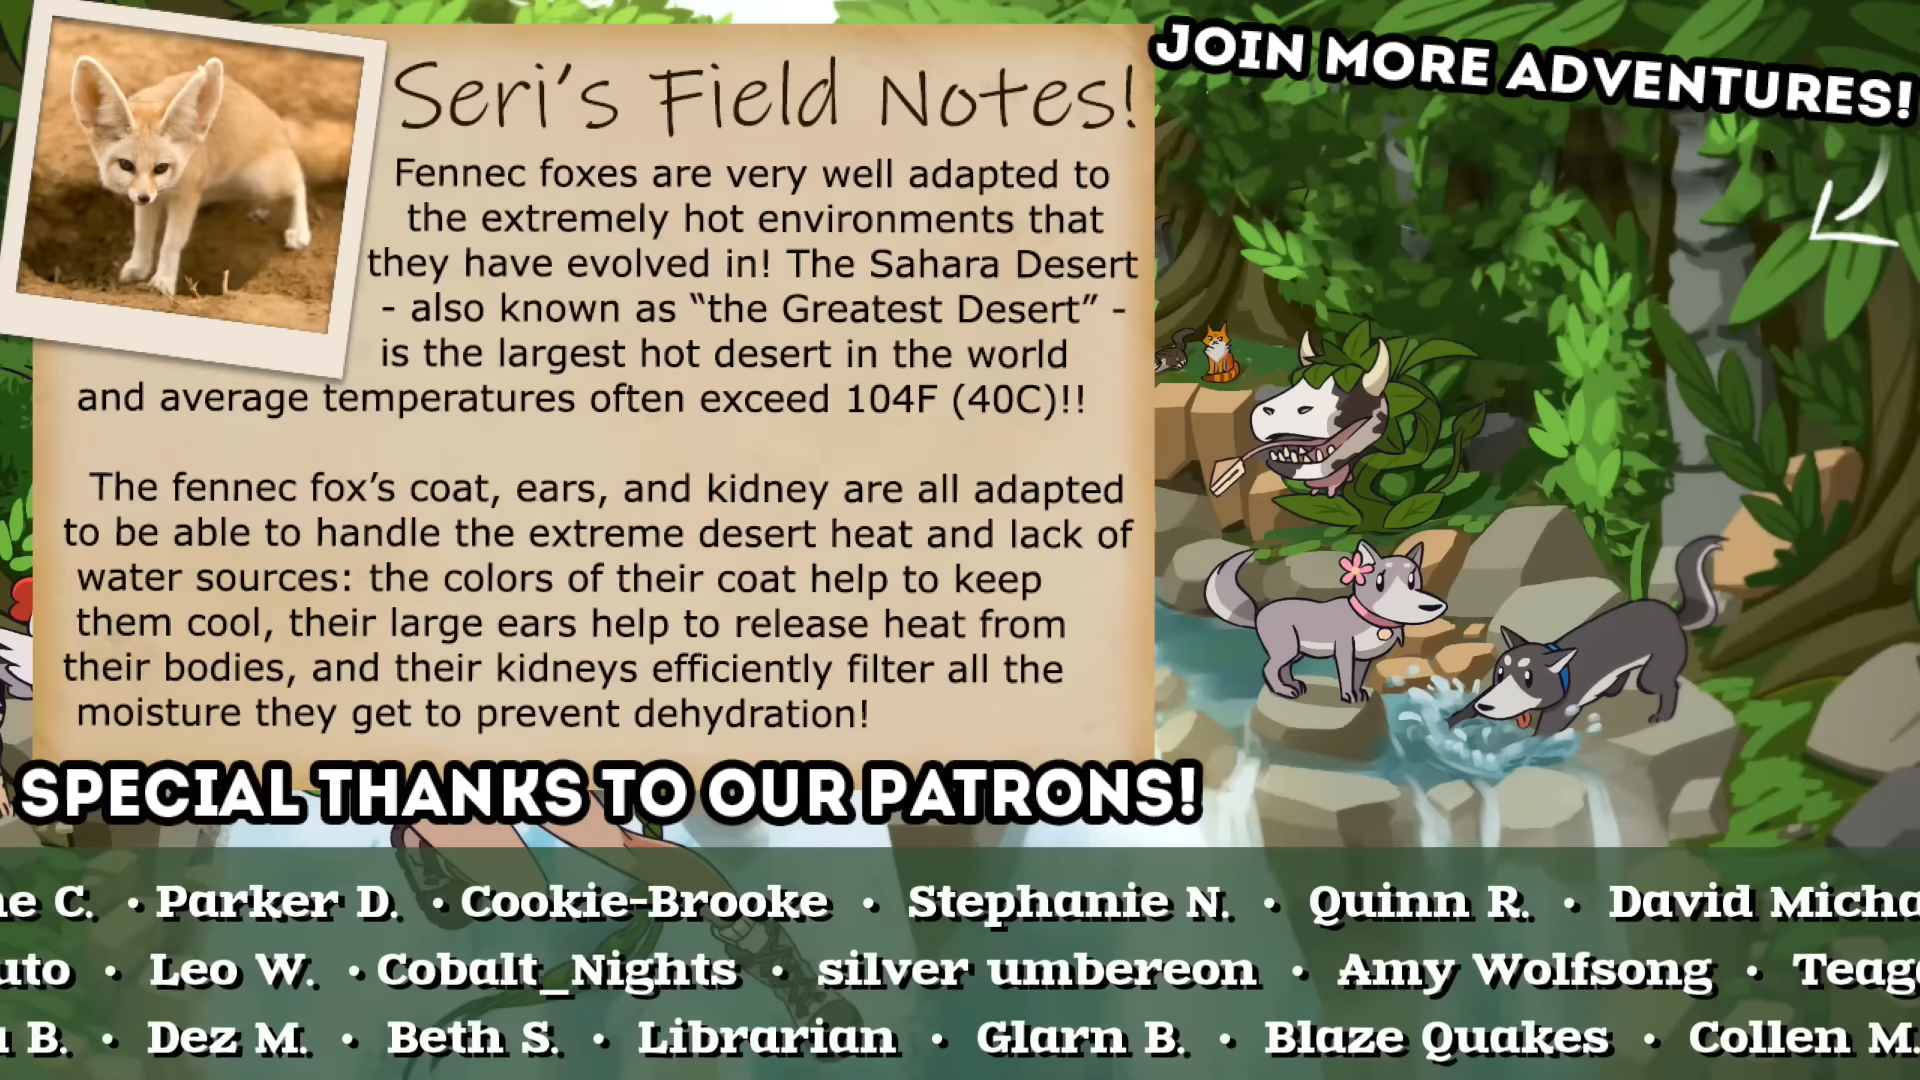 Seri's Field Notes!
JOIN MORE ADVENTURES!
Fennec foxes are very well adapted to
the extremely hot environments that
they have evolved in! The Sahara Desert
- also known as “the Greatest Desert” -
is the largest hot desert in the world
and average temperatures often exceed 104F (40C)!!
The fennec fox’s coat, ears, and kidney are all adapted
to be able to handle the extreme desert heat and lack of
water sources: the colors of their coat help to keep
them cool, their large ears help to release heat from
their bodies, and their kidneys efficiently filter all the
moisture they get to prevent dehydration!
SPECIAL THANKS TO OUR PATRONS!
ne C. • Parker D. • Cookie-Brooke • Stephanie N. • Quinn R. • David Micha
uto • Leo W. • Cobalt_Nights • silver umbereon • Amy Wolfsong • Teag
B. • Dez M. • Beth S. • Librarian • Glarn B. • Blaze Quakes • Collen M.